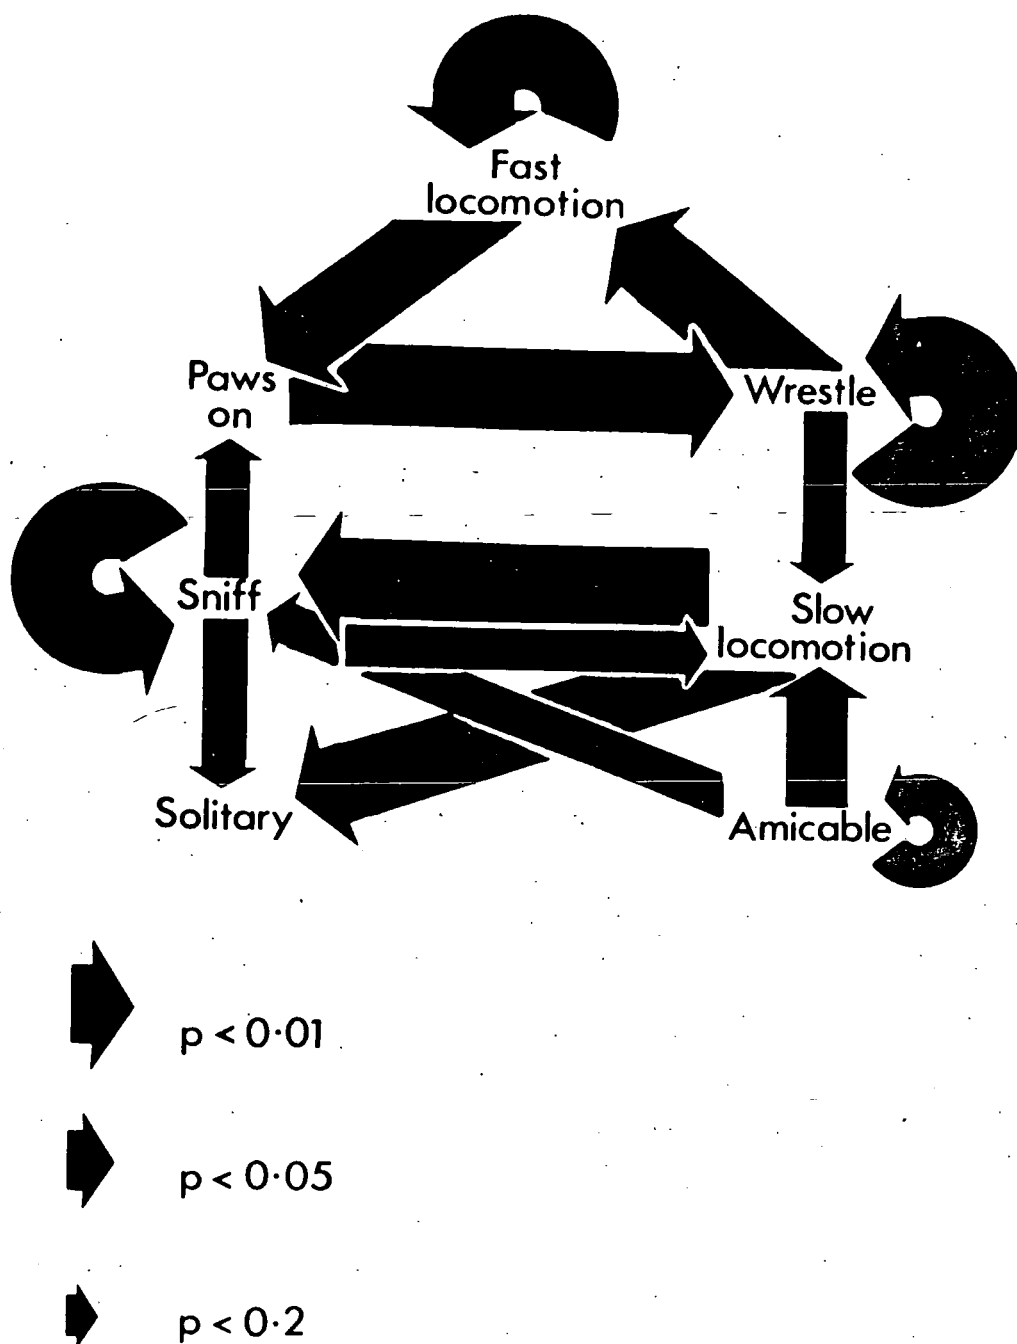 Fast
locomotion
Paws
on
Wrestle
Sniff
Slow
locomotion
Solitary
Amicable
p < 0·01
p < 0·05
p < 0·2